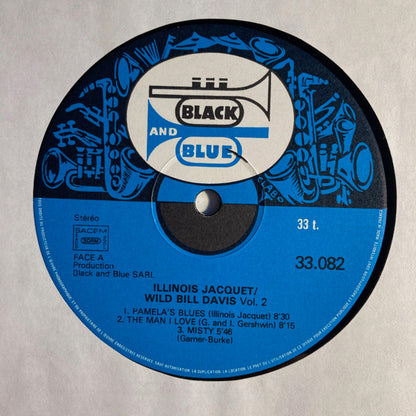 BLACK
AND
BLUE
Stéréo
33 t.
SACEM
FACE A
Production
Black and Blue SARL
33.082
ILLINOIS JACQUET/
WILD BILL DAVIS Vol. 2
1. PAMELA'S BLUES (Illinois Jacquet) 8'30
2. THE MAN I LOVE (G. and I. Gershwin) 8'15
3. MISTY 5'46
(Garner-Burke)